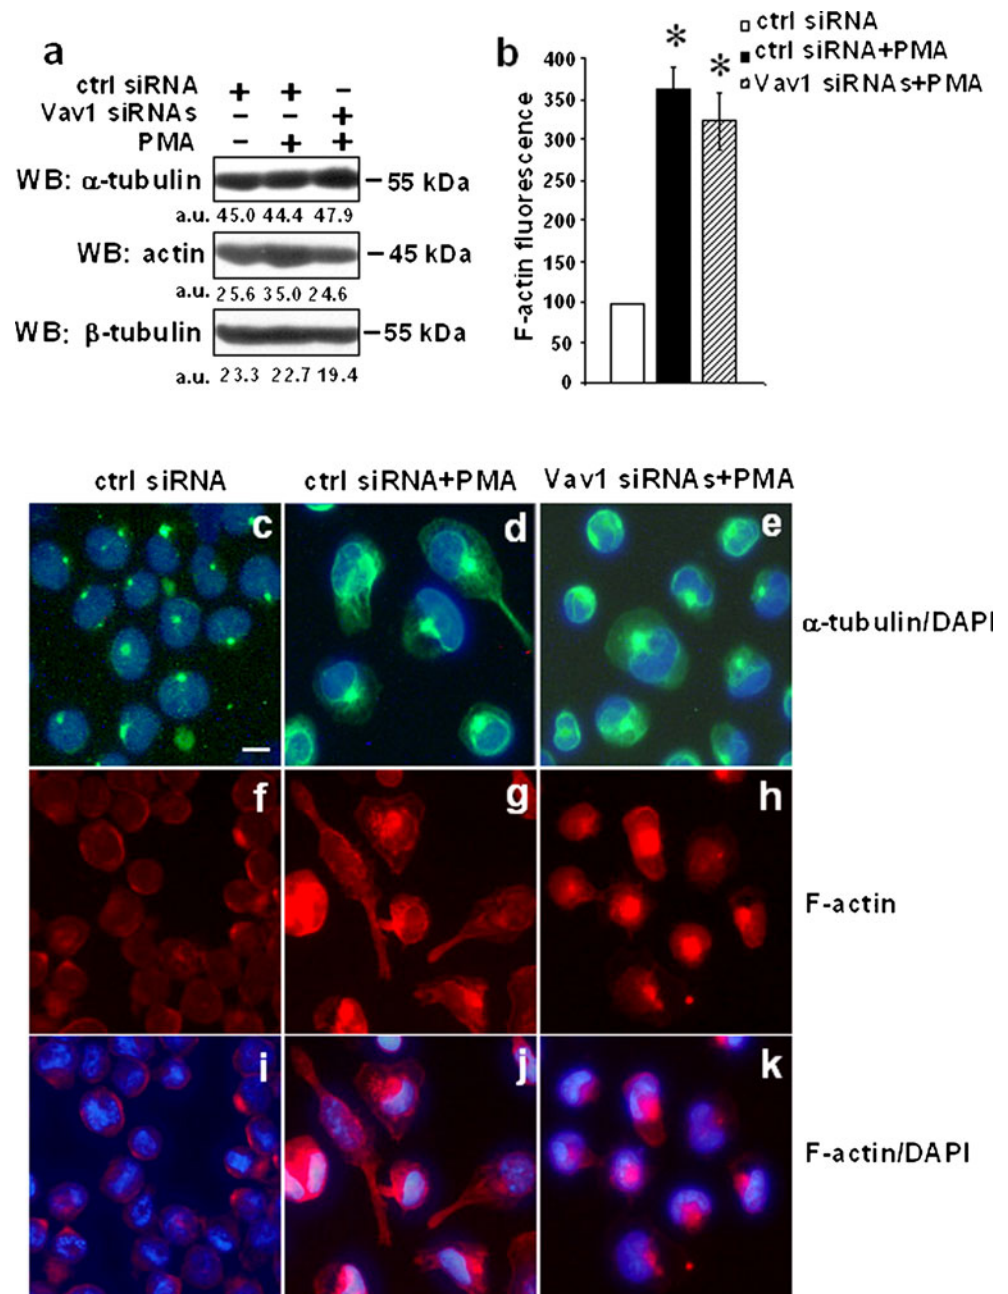 a
ctrl siRNA + + –
Vav1 siRNAs – – +
PMA – + +
WB: α-tubulin – 55 kDa
a.u. 45.0 44.4 47.9
WB: actin – 45 kDa
a.u. 25.6 35.0 24.6
WB: β-tubulin – 55 kDa
a.u. 23.3 22.7 19.4
b
ctrl siRNA
ctrl siRNA+PMA
Vav1 siRNAs+PMA
* *
F-actin fluorescence
400
350
300
250
200
150
100
50
0
ctrl siRNA ctrl siRNA+PMA Vav1 siRNAs+PMA
c d e
α-tubulin/DAPI
f g h
F-actin
i j k
F-actin/DAPI